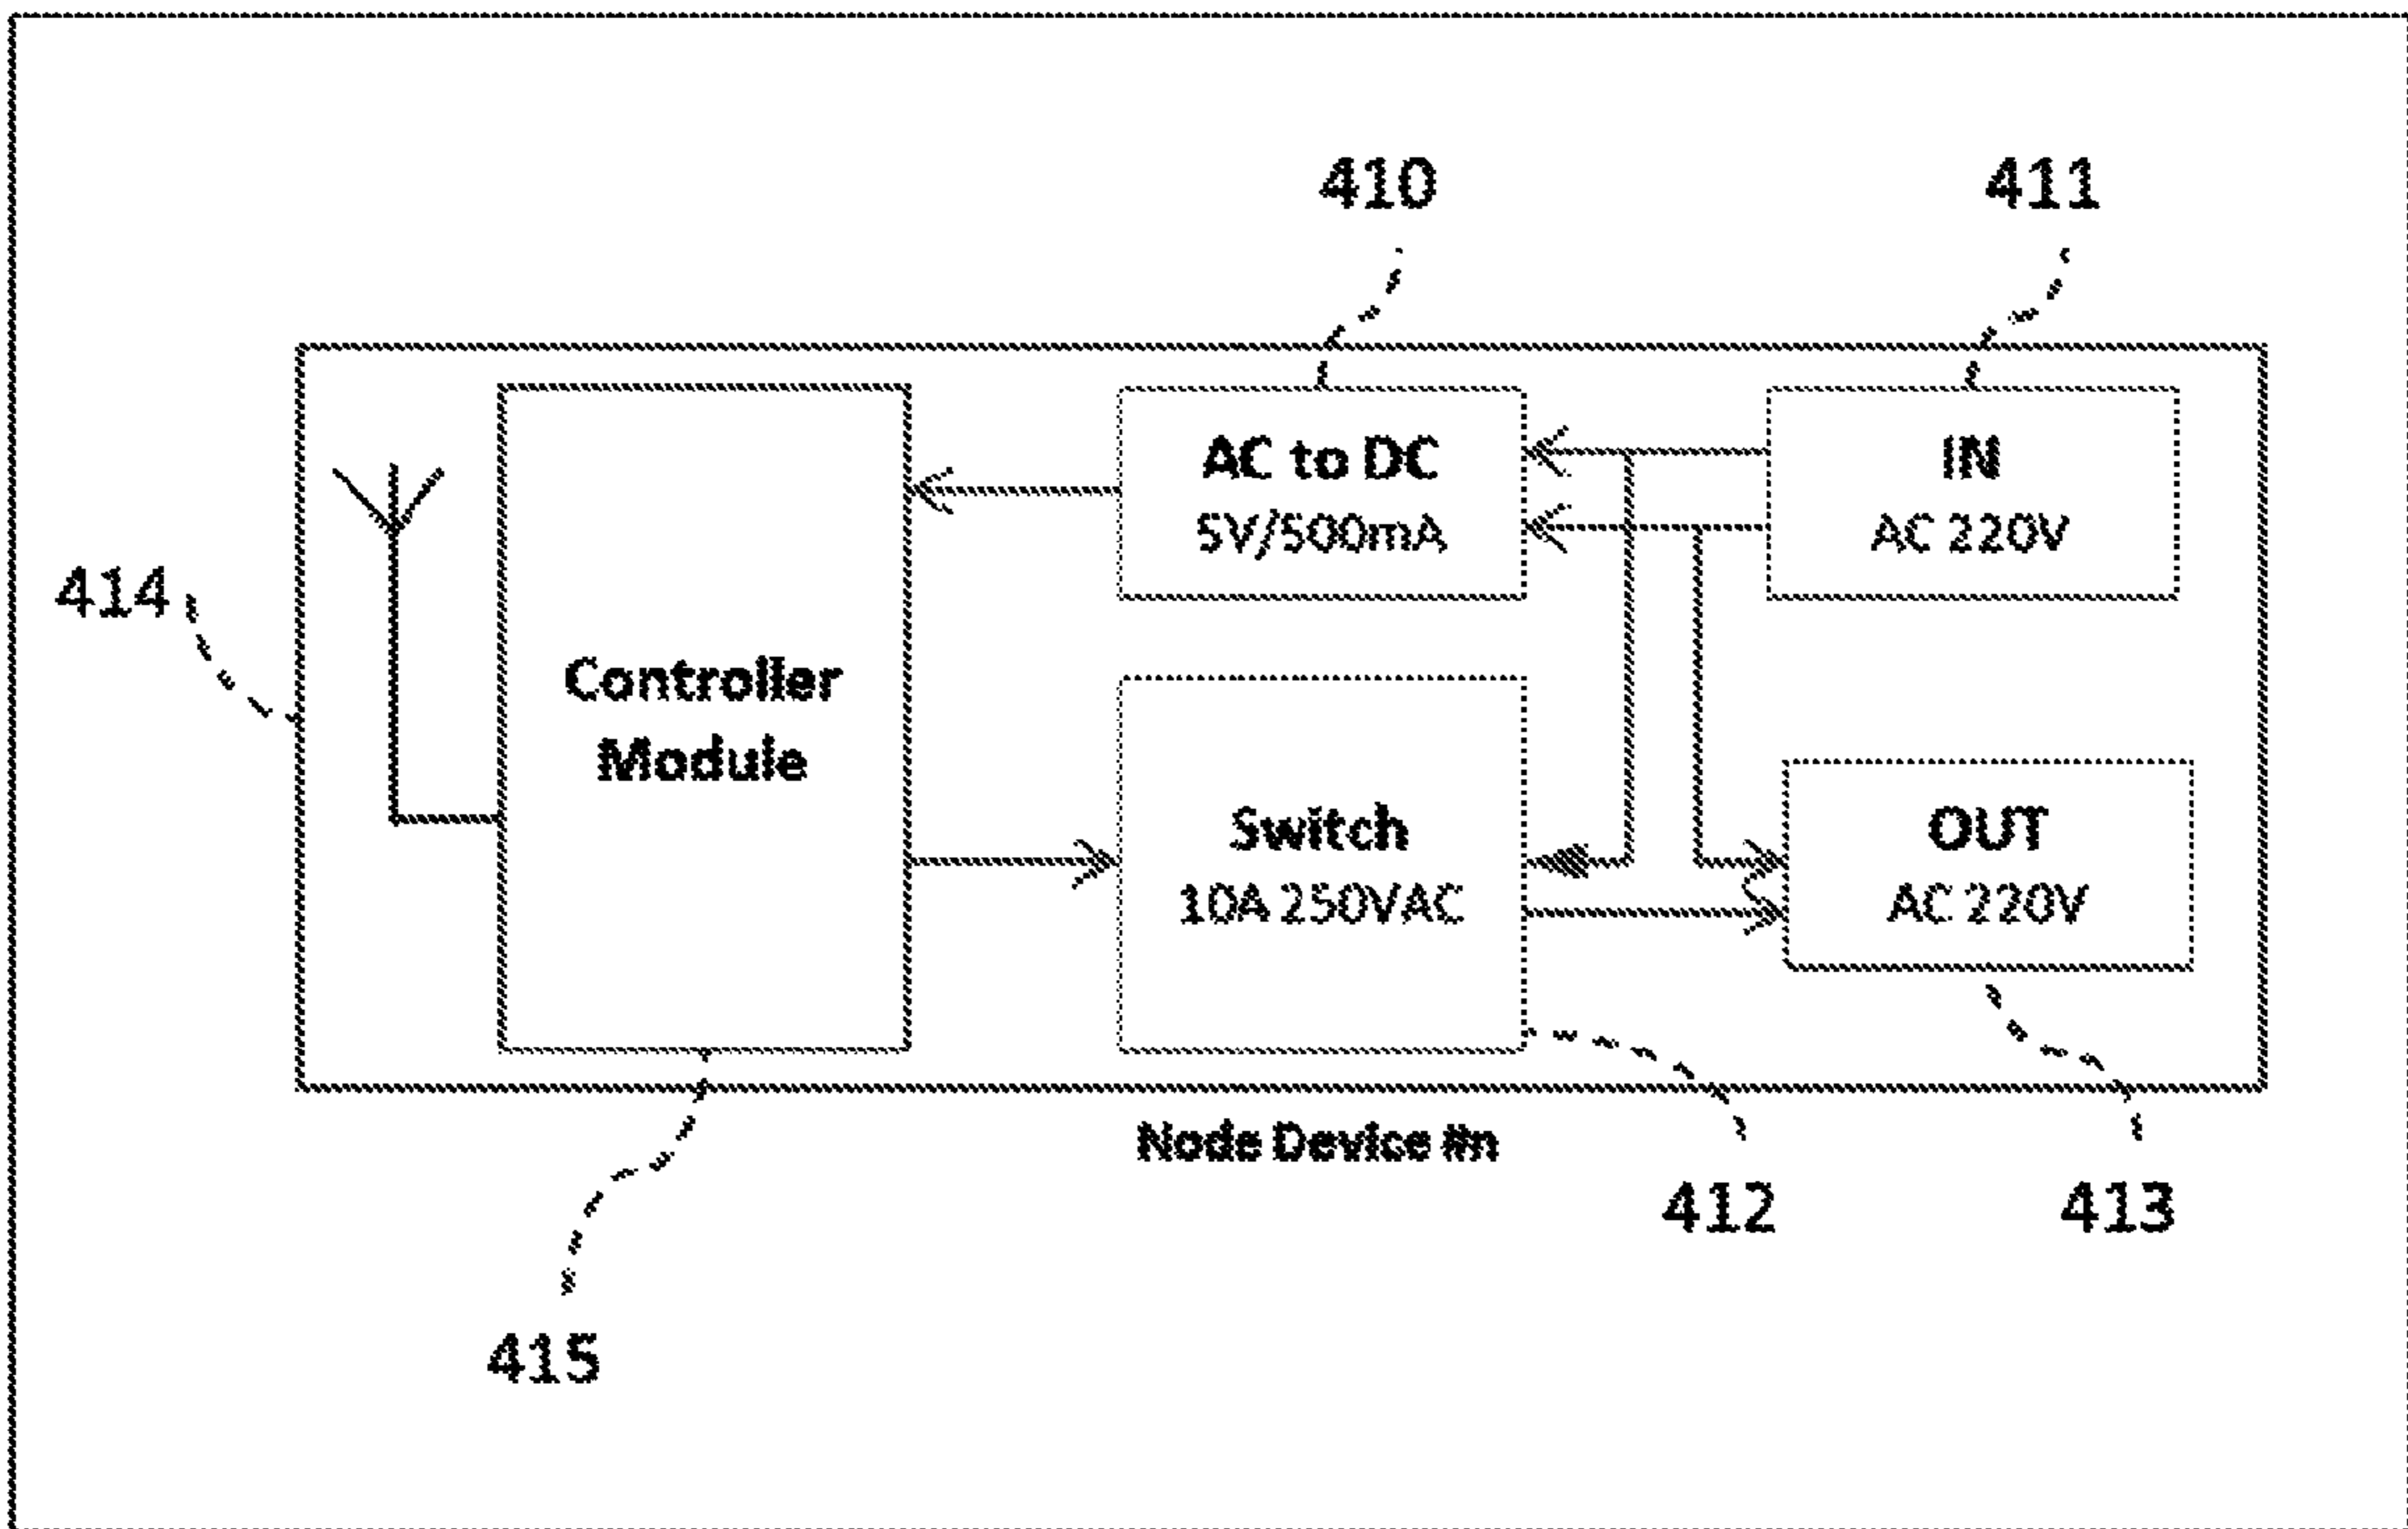 410
411
AC to DC
5V/500mA
IN
AC 220V
414
Controller
Module
Switch
10A 250VAC
OUT
AC 220V
Node Device #n
412
413
415